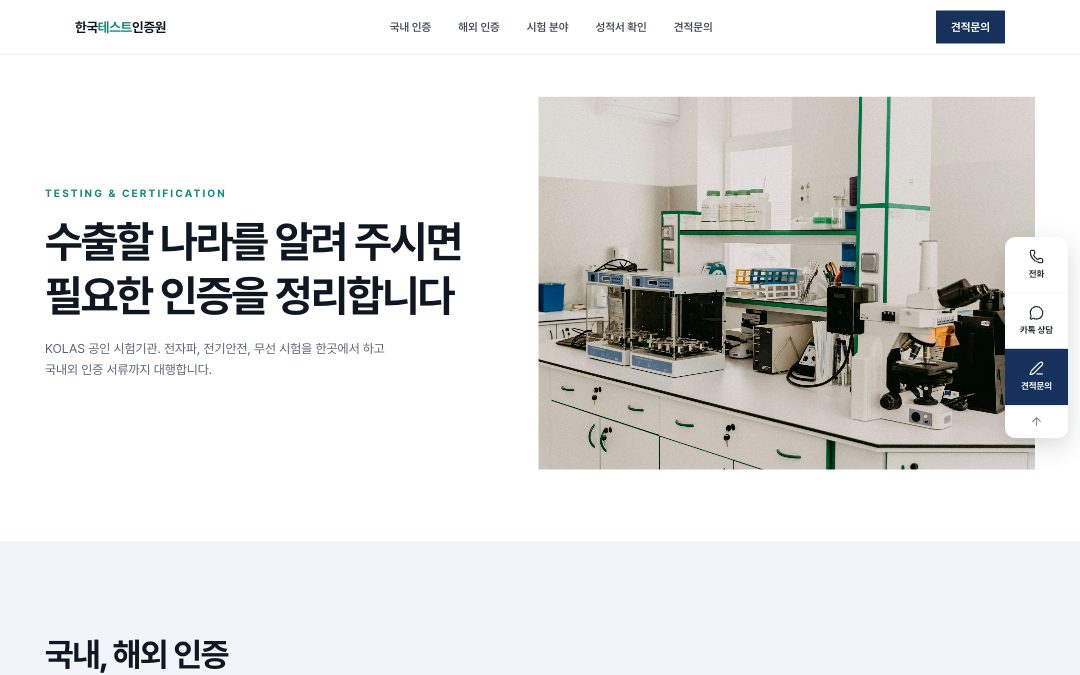 한국테스트인증원
국내 인증
해외 인증
시험 분야
성적서 확인
견적문의
견적문의
TESTING & CERTIFICATION
수출할 나라를 알려 주시면
필요한 인증을 정리합니다
KOLAS 공인 시험기관. 전자파, 전기안전, 무선 시험을 한곳에서 하고
국내외 인증 서류까지 대행합니다.
전화
카톡 상담
견적문의
국내, 해외 인증